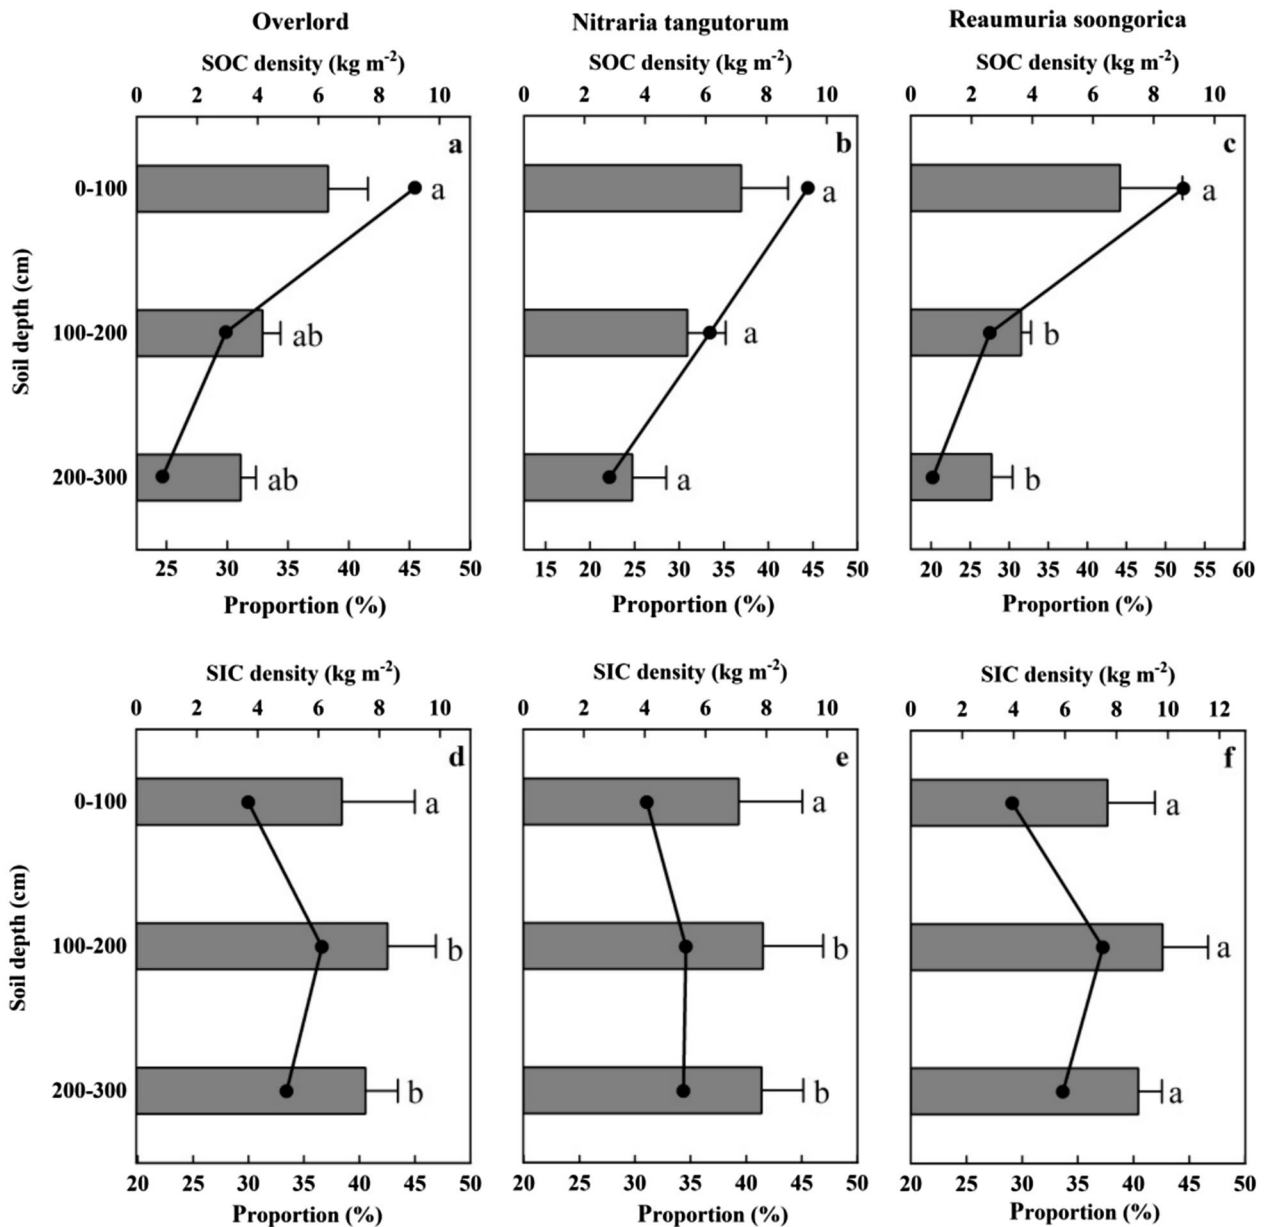 Overlord Nitraria tangutorum Reaumuria soongorica
SOC density (kg m-2) SOC density (kg m-2) SOC density (kg m-2)
0 2 4 6 8 10 0 2 4 6 8 10 0 2 4 6 8 10
a b c
0-100 a a a
Soil depth (cm)
100-200 ab a b
200-300 ab a b
25 30 35 40 45 50 15 20 25 30 35 40 45 50 20 25 30 35 40 45 50 55 60
Proportion (%) Proportion (%) Proportion (%)
SIC density (kg m-2) SIC density (kg m-2) SIC density (kg m-2)
0 2 4 6 8 10 0 2 4 6 8 10 0 2 4 6 8 10 12
d e f
0-100 a a a
Soil depth (cm)
100-200 b b a
200-300 b b a
20 25 30 35 40 45 50 20 25 30 35 40 45 50 20 25 30 35 40 45 50
Proportion (%) Proportion (%) Proportion (%)